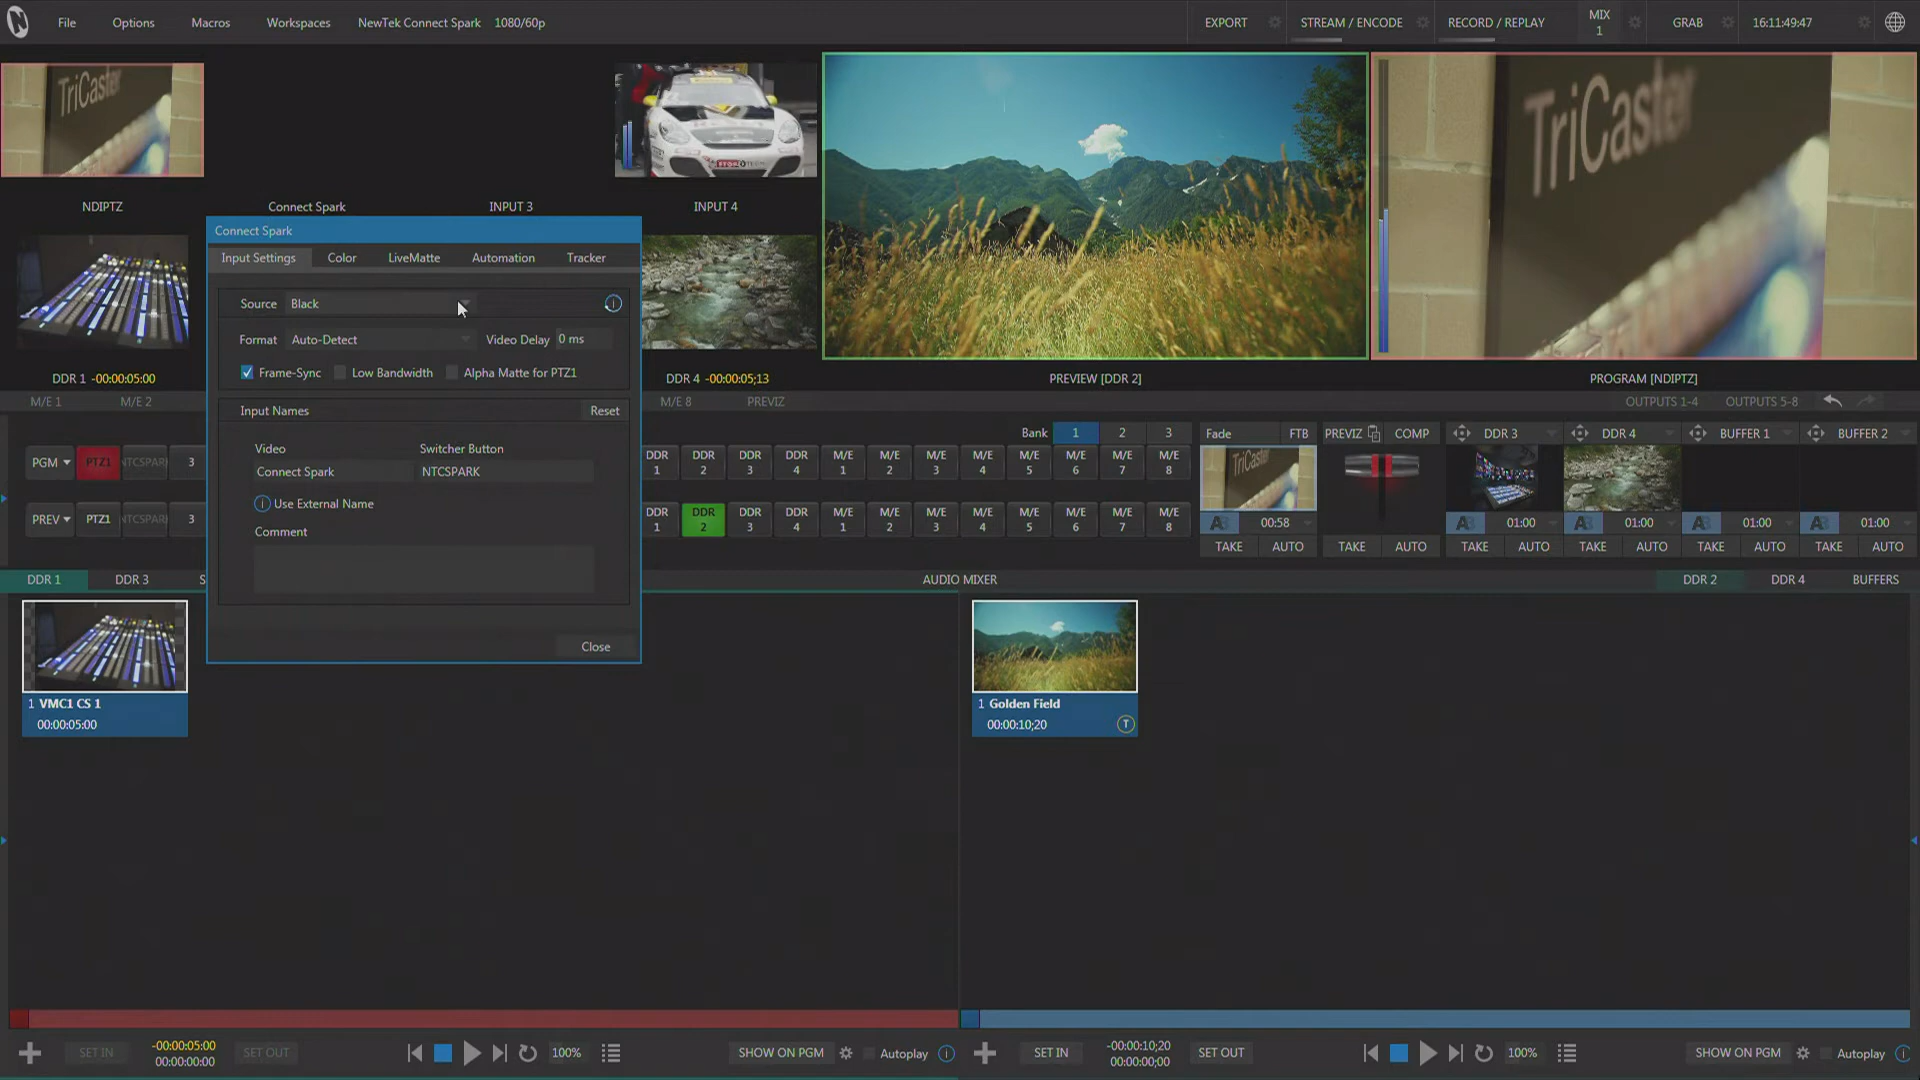 File Options Macros Workspaces NewTek Connect Spark 1080/60p EXPORT STREAM / ENCODE RECORD / REPLAY MIX 1 GRAB 16:11:49:47
TriCaster
TriCaster
NDIPTZ Connect Spark INPUT 3 INPUT 4
Connect Spark
Input Settings Color LiveMatte Automation Tracker
Source Black
Format Auto-Detect Video Delay 0 ms
Frame-Sync Low Bandwidth Alpha Matte for PTZ1
Input Names Reset
Video Switcher Button
Connect Spark NTCSPARK
Use External Name
Comment
Close
DDR 1 -00:00:05:00 DDR 4 -00:00:05;13 PREVIEW [DDR 2] PROGRAM [NDIPTZ]
M/E 1 M/E 2 M/E 8 PREVIZ OUTPUTS 1-4 OUTPUTS 5-8
Bank 1 2 3 Fade FTB PREVIZ COMP DDR 3 DDR 4 BUFFER 1 BUFFER 2
PGM PTZ1 NTCSPARK 3 DDR 1 DDR 2 DDR 3 DDR 4 M/E 1 M/E 2 M/E 3 M/E 4 M/E 5 M/E 6 M/E 7 M/E 8
TriCaster
PREV PTZ1 NTCSPARK 3 DDR 1 DDR 2 DDR 3 DDR 4 M/E 1 M/E 2 M/E 3 M/E 4 M/E 5 M/E 6 M/E 7 M/E 8
AB 00:58 AB 01:00 AB 01:00 AB 01:00 AB 01:00
TAKE AUTO TAKE AUTO TAKE AUTO TAKE AUTO TAKE AUTO TAKE AUTO
DDR 1 DDR 3 S AUDIO MIXER DDR 2 DDR 4 BUFFERS
1 VMC1 CS 1
00:00:05:00
1 Golden Field
00:00:10;20 T
SET IN -00:00:05:00 SET OUT 100% SHOW ON PGM Autoplay SET IN -00:00:10;20 SET OUT 100% SHOW ON PGM Autoplay
00:00:00:00 00:00:00;00